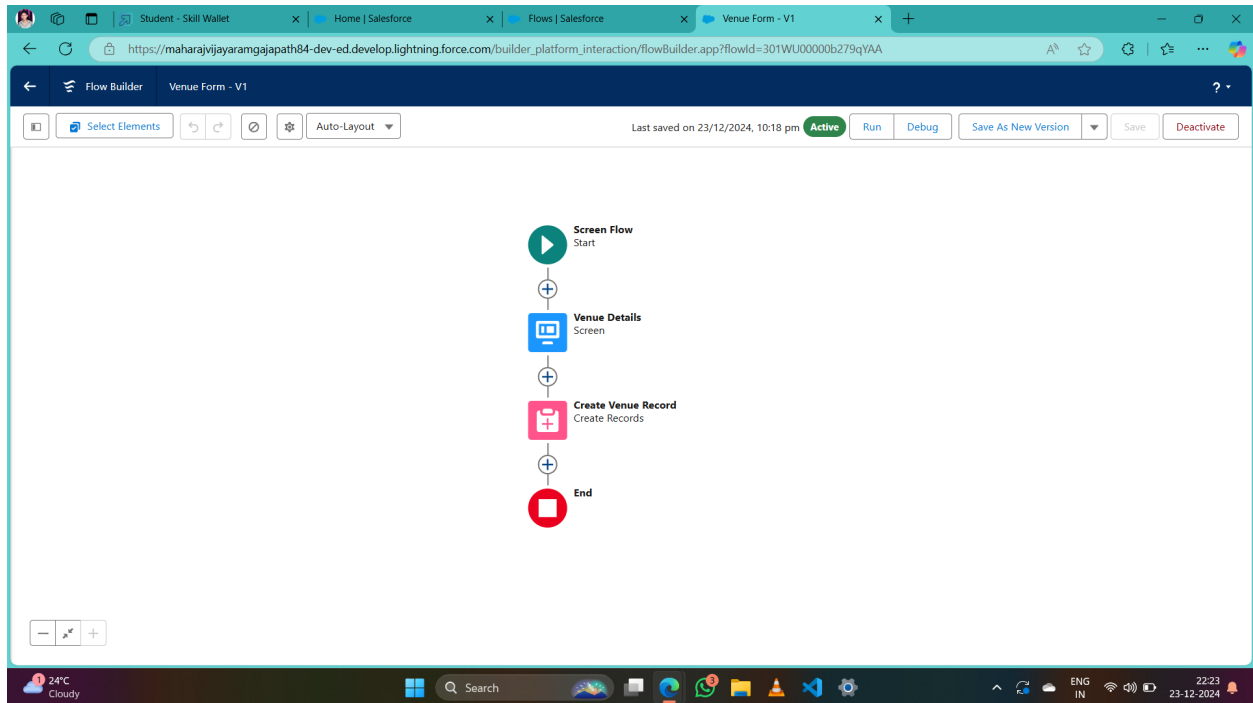 Student - Skill Wallet
Home | Salesforce
Flows | Salesforce
Venue Form - V1
https://maharajvijayaramgajapath84-dev-ed.develop.lightning.force.com/builder_platform_interaction/flowBuilder.app?flowId=301WU00000b279qYAA
Flow Builder Venue Form - V1 ?
Select Elements Auto-Layout Last saved on 23/12/2024, 10:18 pm Active Run Debug Save As New Version Save Deactivate
Screen Flow
Start
Venue Details
Screen
Create Venue Record
Create Records
End
1
24°C
Cloudy
Search
3
ENG
IN
22:23
23-12-2024